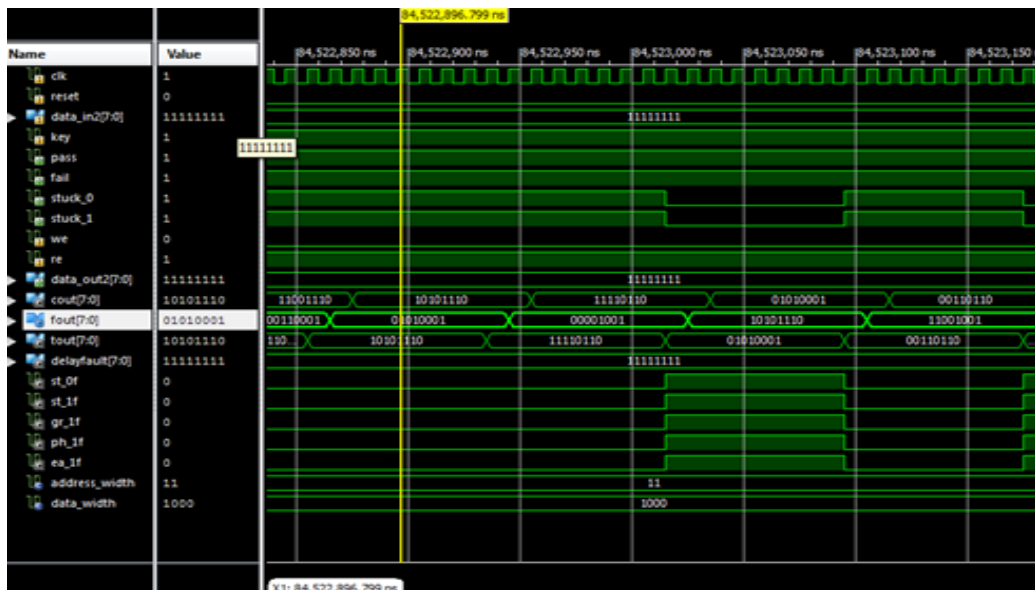 84,522,896.799 ns
Name Value 84,522,850 ns 84,522,900 ns 84,522,950 ns 84,523,000 ns 84,523,050 ns 84,523,100 ns 84,523,150
clk 1
reset 0
data_in2[7:0] 11111111 11111111
key 1
11111111
pass 1
fail 1
stuck_0 1
stuck_1 1
we 0
re 1
data_out2[7:0] 11111111 11111111
cout[7:0] 10101110 11001110 10101110 11110110 01010001 00110110
fout[7:0] 01010001 00110001 01010001 00001001 10101110 11001001
tout[7:0] 10101110 110... 10101110 11110110 01010001 00110110
delayfault[7:0] 11111111 11111111
st_0f 0
st_1f 0
gr_1f 0
ph_1f 0
ea_1f 0
address_width 11 11
data_width 1000 1000
X1: 84,522,896.799 ns